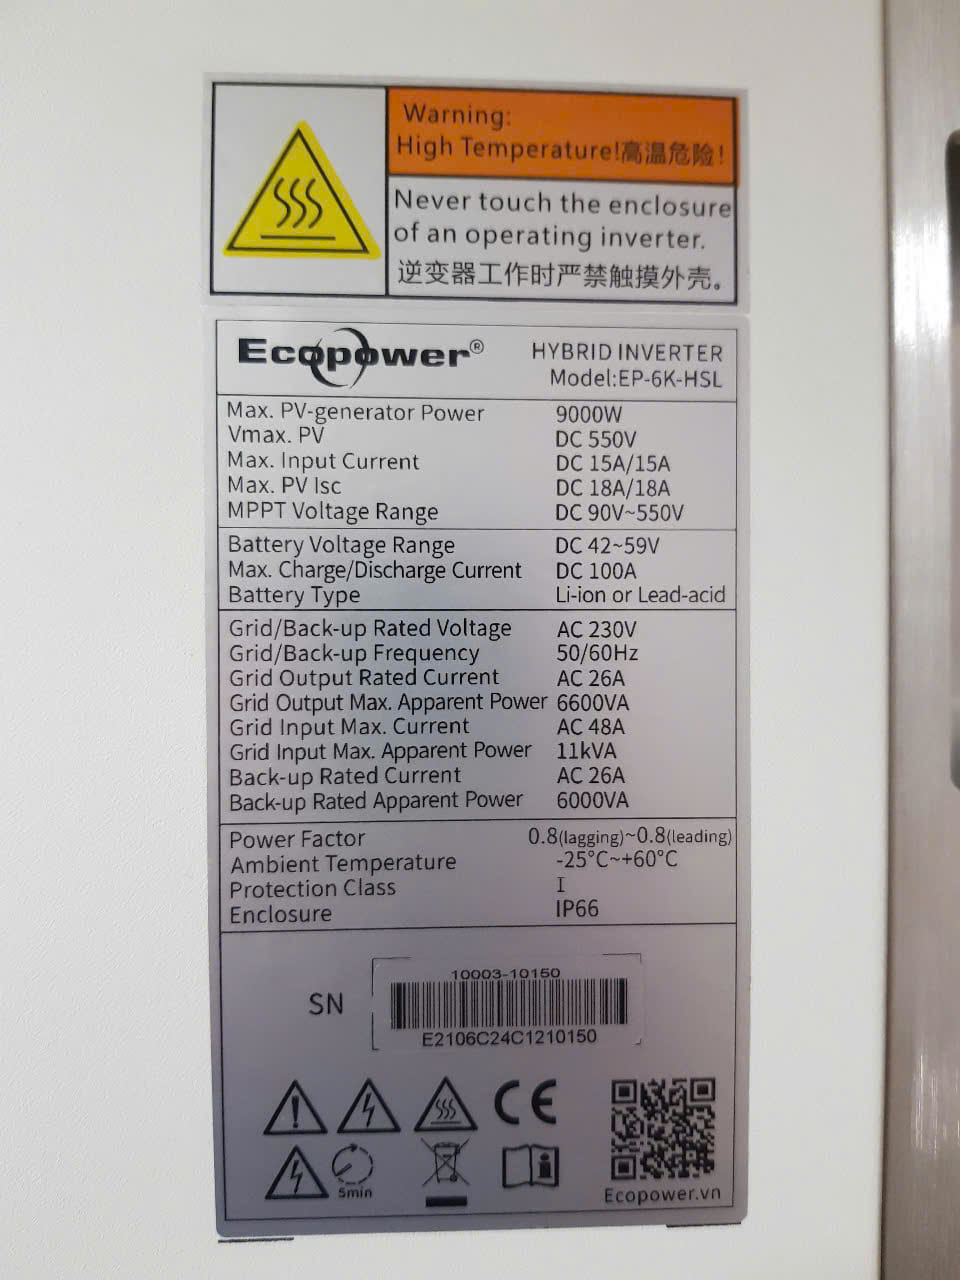 Warning:
High Temperature!高温危险!
Never touch the enclosure
of an operating inverter.
逆变器工作时严禁触摸外壳。
Ecopower®
HYBRID INVERTER
Model:EP-6K-HSL
Max. PV-generator Power 9000W
Vmax. PV DC 550V
Max. Input Current DC 15A/15A
Max. PV Isc DC 18A/18A
MPPT Voltage Range DC 90V~550V
Battery Voltage Range DC 42~59V
Max. Charge/Discharge Current DC 100A
Battery Type Li-ion or Lead-acid
Grid/Back-up Rated Voltage AC 230V
Grid/Back-up Frequency 50/60Hz
Grid Output Rated Current AC 26A
Grid Output Max. Apparent Power 6600VA
Grid Input Max. Current AC 48A
Grid Input Max. Apparent Power 11kVA
Back-up Rated Current AC 26A
Back-up Rated Apparent Power 6000VA
Power Factor 0.8(lagging)~0.8(leading)
Ambient Temperature -25°C~+60°C
Protection Class I
Enclosure IP66
10003-10150
SN
E2106C24C1210150
CE
5min
Ecopower.vn